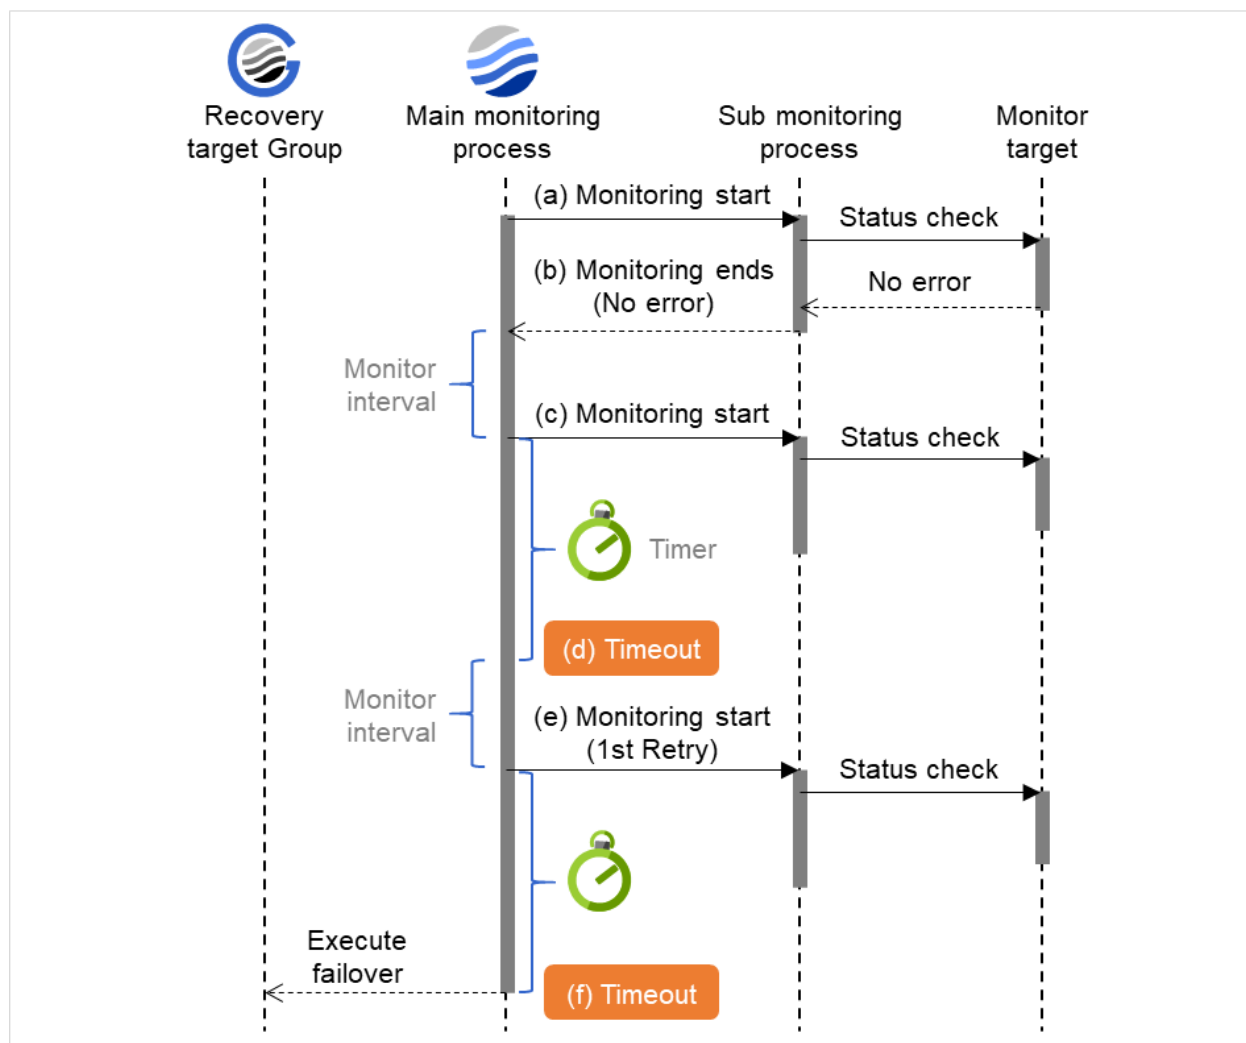 Recovery
target Group
Main monitoring
process
Sub monitoring
process
Monitor
target
(a) Monitoring start
Status check
(b) Monitoring ends
(No error)
No error
Monitor
interval
(c) Monitoring start
Status check
Timer
(d) Timeout
Monitor
interval
(e) Monitoring start
(1st Retry)
Status check
Execute
failover
(f) Timeout